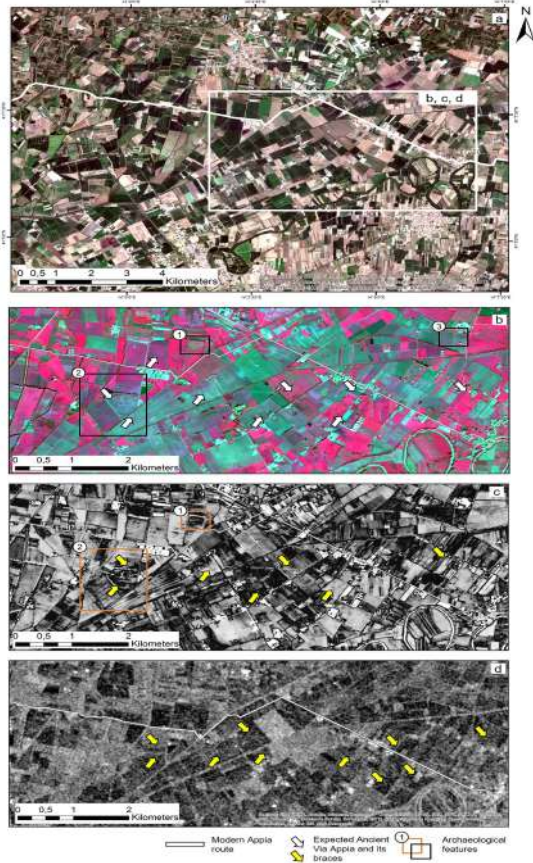 N
a
b, c, d
0 0,5 1 2 3 4
Kilometers
b
1
2
3
0 0,5 1 2
Kilometers
c
1
2
0 0,5 1 2
Kilometers
d
0 0,5 1 2
Kilometers
Modern Appia
route
Expected Ancient
Via Appia and Its
braces
1
Archaeological
features